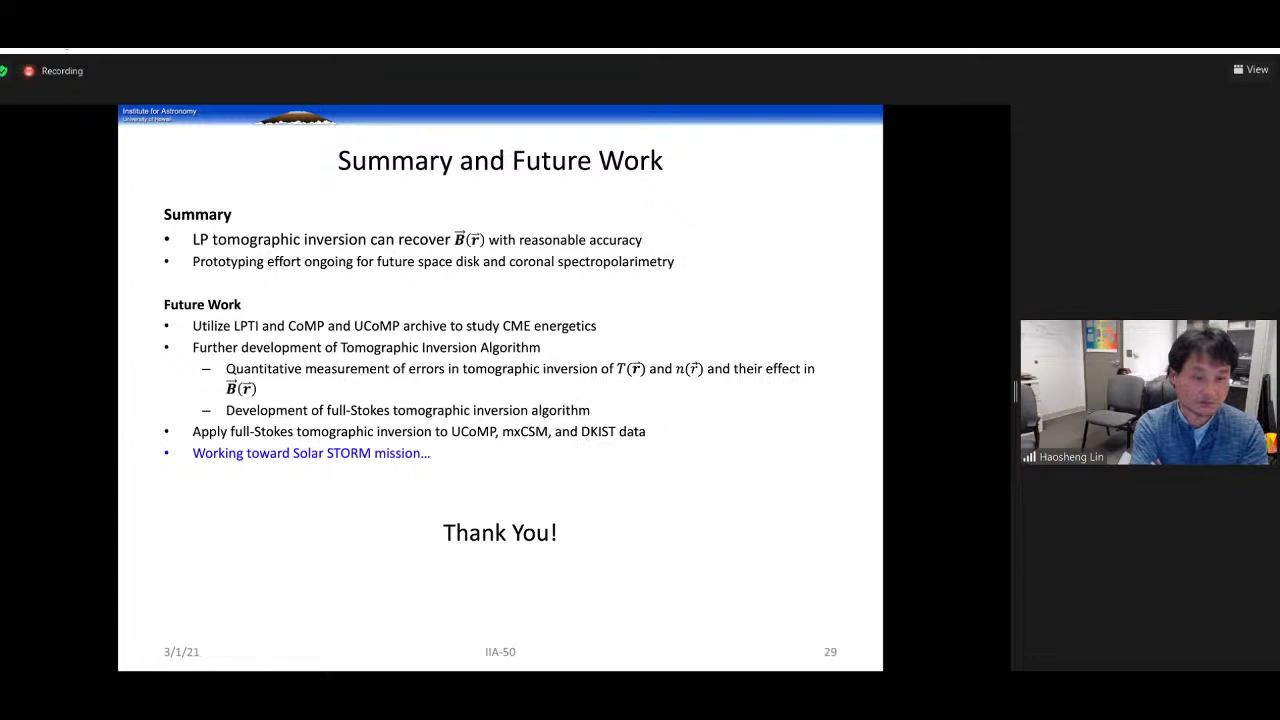 Recording
View
Institute for Astronomy
University of Hawaii
Summary and Future Work
Summary
• LP tomographic inversion can recover B⃗(r⃗) with reasonable accuracy
• Prototyping effort ongoing for future space disk and coronal spectropolarimetry
Future Work
• Utilize LPTI and CoMP and UCoMP archive to study CME energetics
• Further development of Tomographic Inversion Algorithm
– Quantitative measurement of errors in tomographic inversion of T(r⃗) and n(r⃗) and their effect in
B⃗(r⃗)
– Development of full-Stokes tomographic inversion algorithm
• Apply full-Stokes tomographic inversion to UCoMP, mxCSM, and DKIST data
• Working toward Solar STORM mission…
Thank You!
3/1/21
IIA-50
29
Haosheng Lin